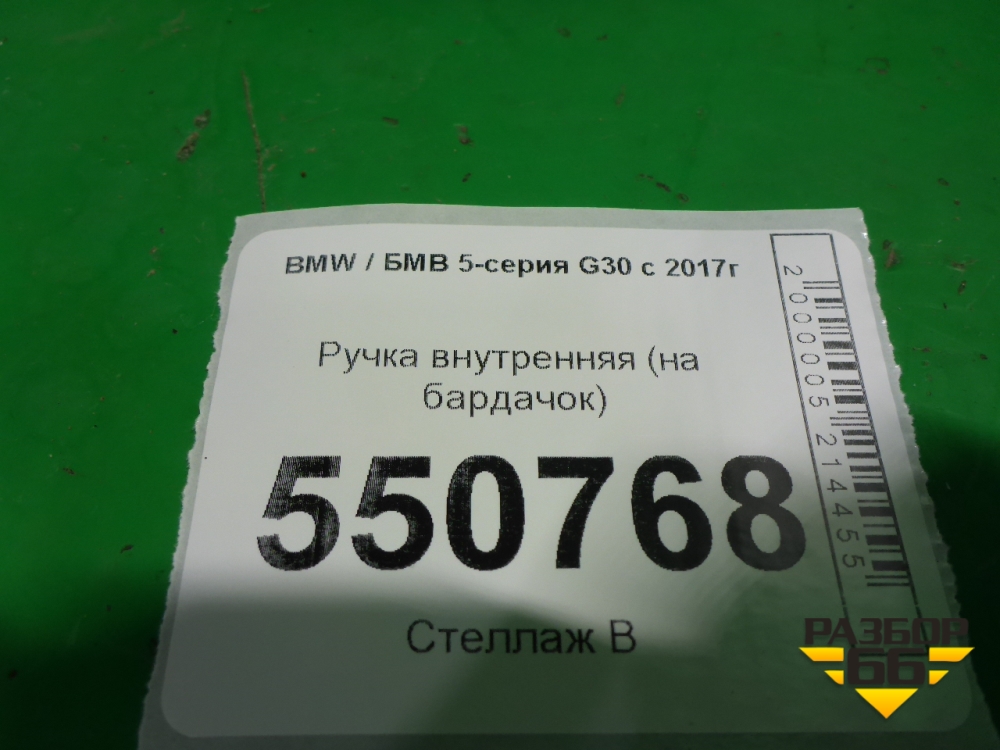 BMW / БМВ 5-серия G30 с 2017г
Ручка внутренняя (на
бардачок)
550768
Стеллаж В
2000005214455
РАЗБОР
66